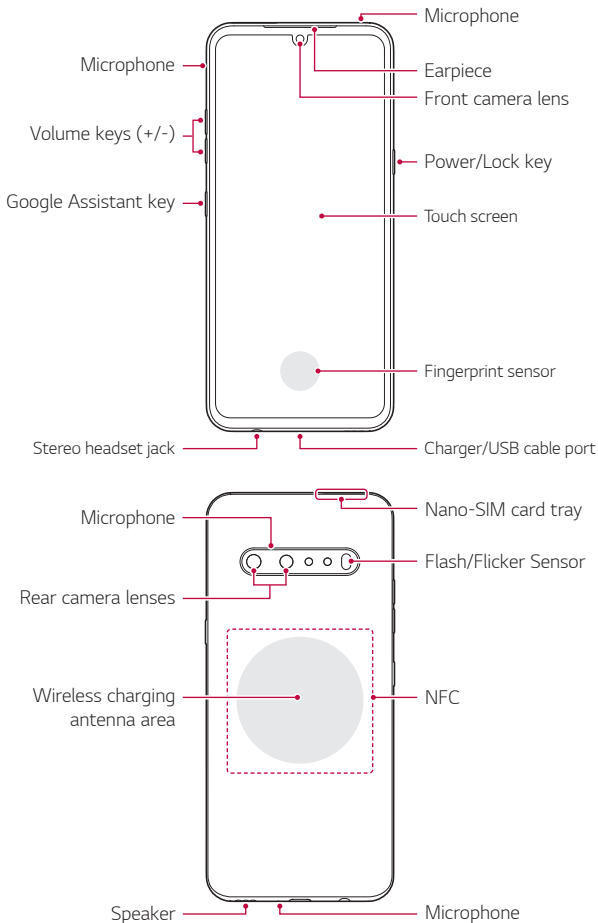 Microphone
Microphone
Earpiece
Front camera lens
Volume keys (+/-)
Power/Lock key
Google Assistant key
Touch screen
Fingerprint sensor
Stereo headset jack
Charger/USB cable port
Nano-SIM card tray
Microphone
Flash/Flicker Sensor
Rear camera lenses
Wireless charging
antenna area
NFC
Speaker
Microphone